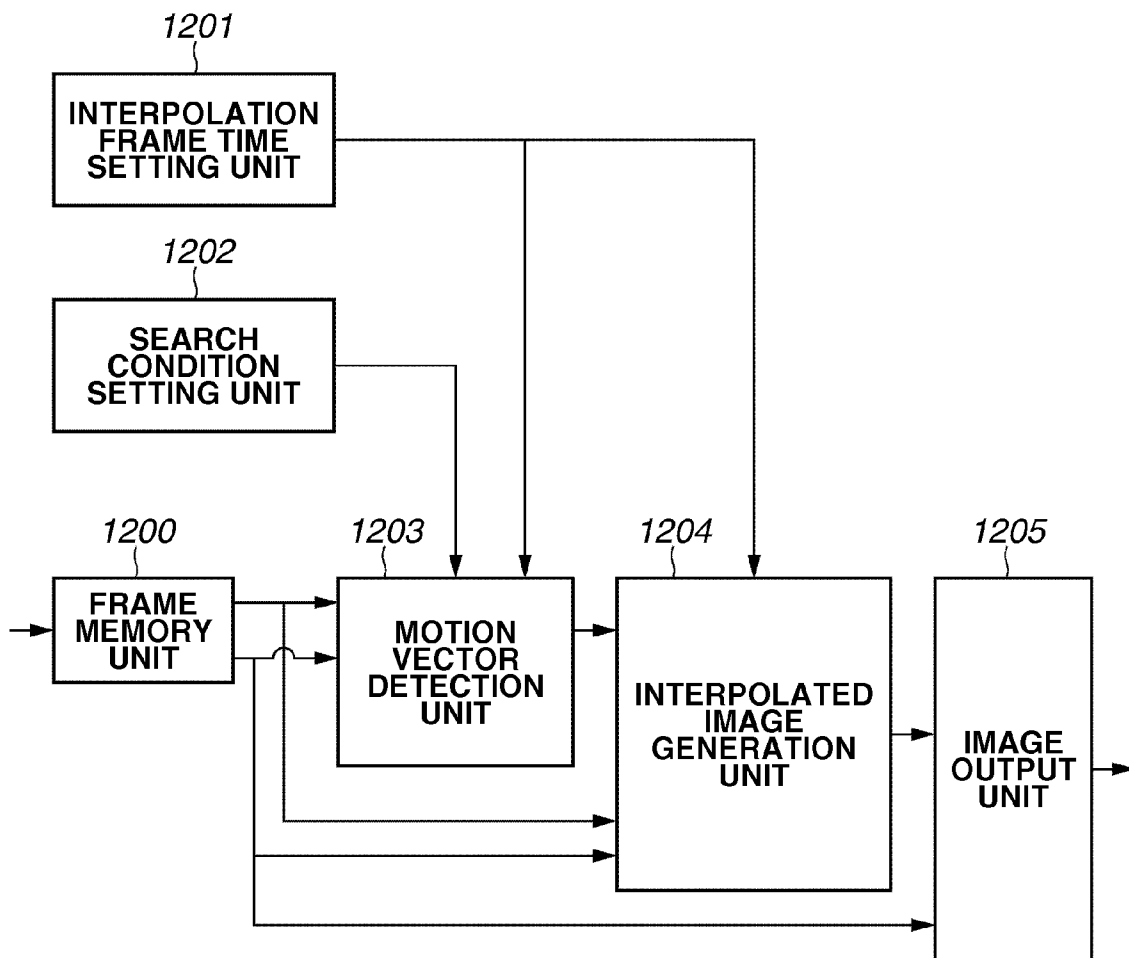 1201
INTERPOLATION
FRAME TIME
SETTING UNIT
1202
SEARCH
CONDITION
SETTING UNIT
1200
FRAME
MEMORY
UNIT
1203
MOTION
VECTOR
DETECTION
UNIT
1204
INTERPOLATED
IMAGE
GENERATION
UNIT
1205
IMAGE
OUTPUT
UNIT